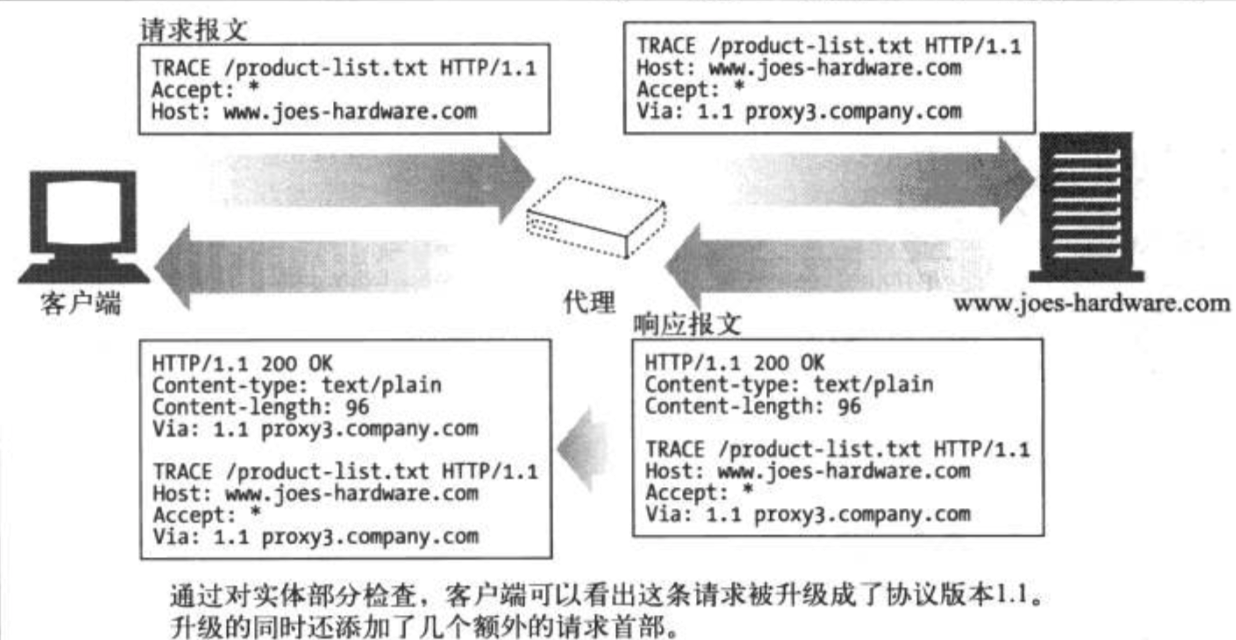 请求报文
TRACE /product-list.txt HTTP/1.1
Accept: *
Host: www.joes-hardware.com
TRACE /product-list.txt HTTP/1.1
Host: www.joes-hardware.com
Accept: *
Via: 1.1 proxy3.company.com
客户端
代理
www.joes-hardware.com
响应报文
HTTP/1.1 200 OK
Content-type: text/plain
Content-length: 96
Via: 1.1 proxy3.company.com
TRACE /product-list.txt HTTP/1.1
Host: www.joes-hardware.com
Accept: *
Via: 1.1 proxy3.company.com
HTTP/1.1 200 OK
Content-type: text/plain
Content-length: 96
TRACE /product-list.txt HTTP/1.1
Host: www.joes-hardware.com
Accept: *
Via: 1.1 proxy3.company.com
通过对实体部分检查，客户端可以看出这条请求被升级成了协议版本1.1。
升级的同时还添加了几个额外的请求首部。